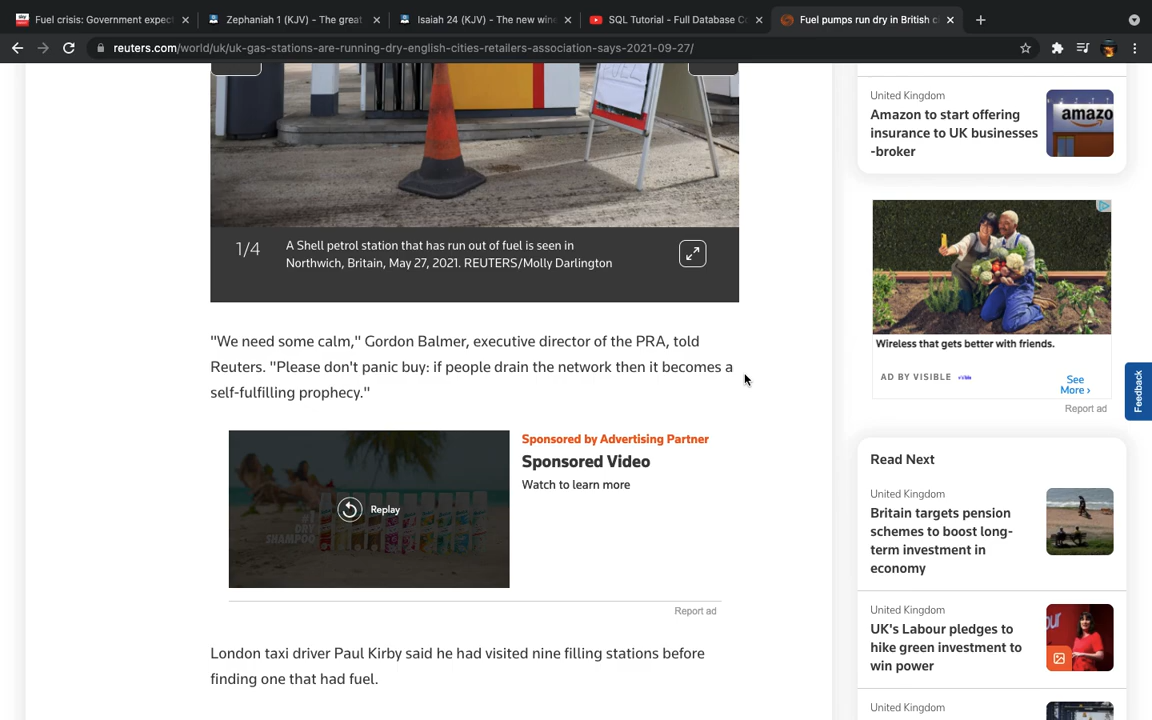 Fuel crisis: Government expec
Zephaniah 1 (KJV) - The great
Isaiah 24 (KJV) - The new wine
SQL Tutorial - Full Database Co
Fuel pumps run dry in British c
reuters.com/world/uk/uk-gas-stations-are-running-dry-english-cities-retailers-association-says-2021-09-27/
1/4
A Shell petrol station that has run out of fuel is seen in
Northwich, Britain, May 27, 2021. REUTERS/Molly Darlington
"We need some calm," Gordon Balmer, executive director of the PRA, told
Reuters. "Please don't panic buy: if people drain the network then it becomes a
self-fulfilling prophecy."
DRY
SHAMPOO
Replay
Sponsored by Advertising Partner
Sponsored Video
Watch to learn more
Report ad
London taxi driver Paul Kirby said he had visited nine filling stations before
finding one that had fuel.
United Kingdom
Amazon to start offering
insurance to UK businesses
-broker
amazo
Wireless that gets better with friends.
AD BY VISIBLE
See
More ›
Report ad
Feedback
Read Next
United Kingdom
Britain targets pension
schemes to boost long-
term investment in
economy
United Kingdom
UK's Labour pledges to
hike green investment to
win power
United Kingdom